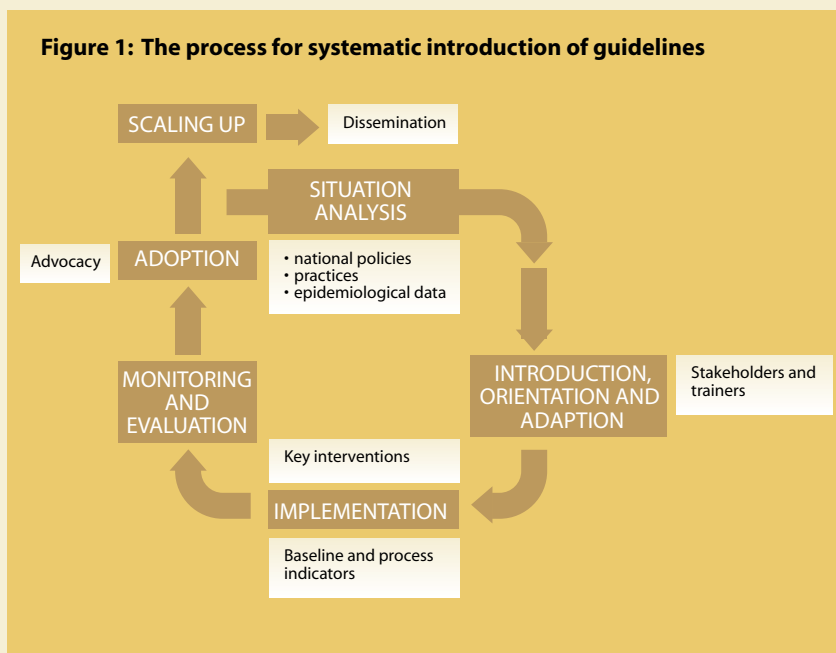 Figure 1: The process for systematic introduction of guidelines
SCALING UP
Dissemination
SITUATION
ANALYSIS
Advocacy
ADOPTION
• national policies
• practices
• epidemiological data
MONITORING
AND
EVALUATION
INTRODUCTION,
ORIENTATION AND
ADAPTION
Stakeholders and
trainers
Key interventions
IMPLEMENTATION
Baseline and process
indicators